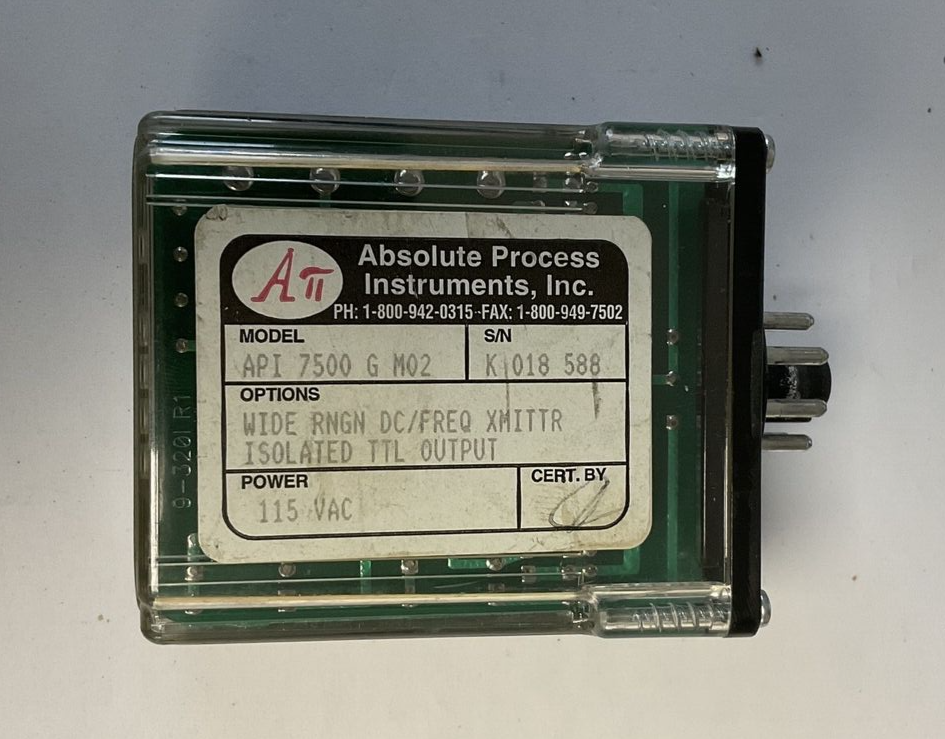 Aπ
Absolute Process
Instruments, Inc.
PH: 1-800-942-0315 FAX: 1-800-949-7502
MODEL
API 7500 G M02
S/N
K 018 588
OPTIONS
WIDE RNGN DC/FREQ XMITTR
ISOLATED TTL OUTPUT
POWER
115 VAC
CERT. BY
9-3201R1